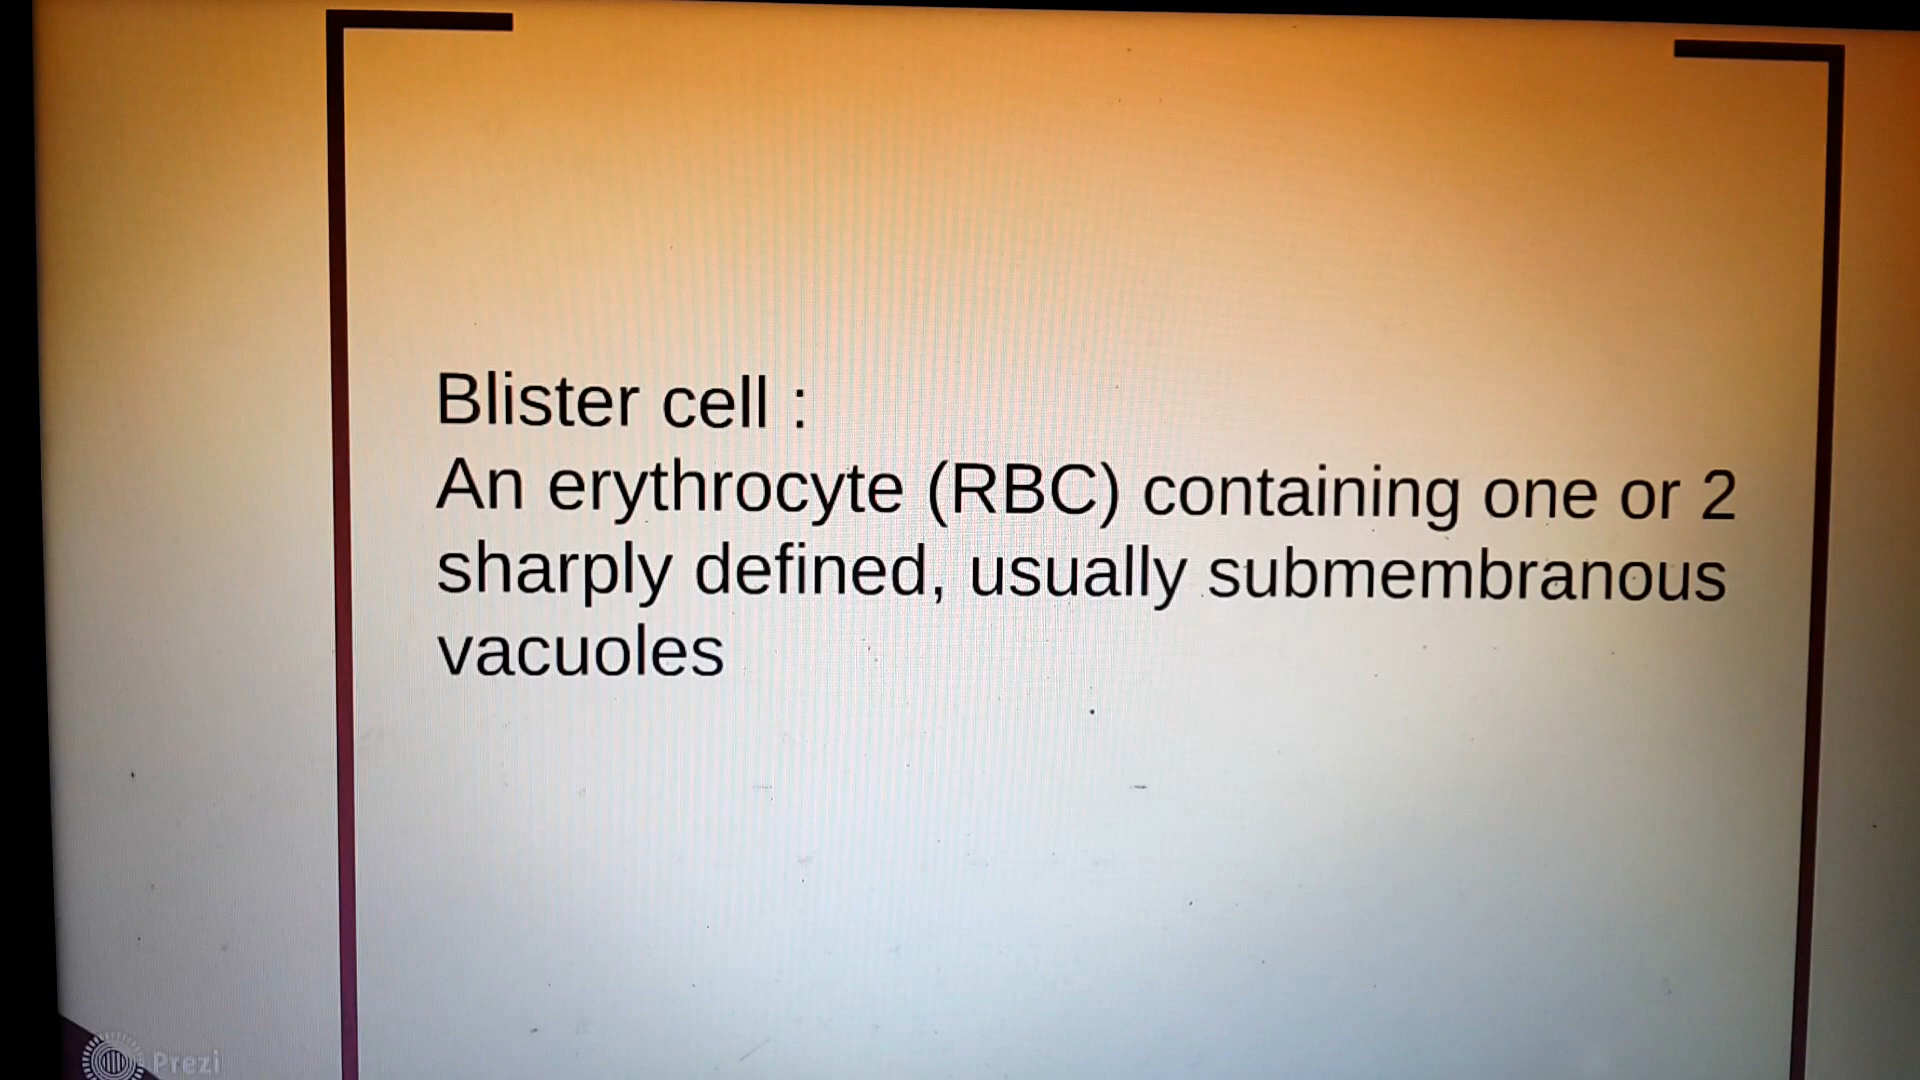 Blister cell :
An erythrocyte (RBC) containing one or 2
sharply defined, usually submembranous
vacuoles
Prezi